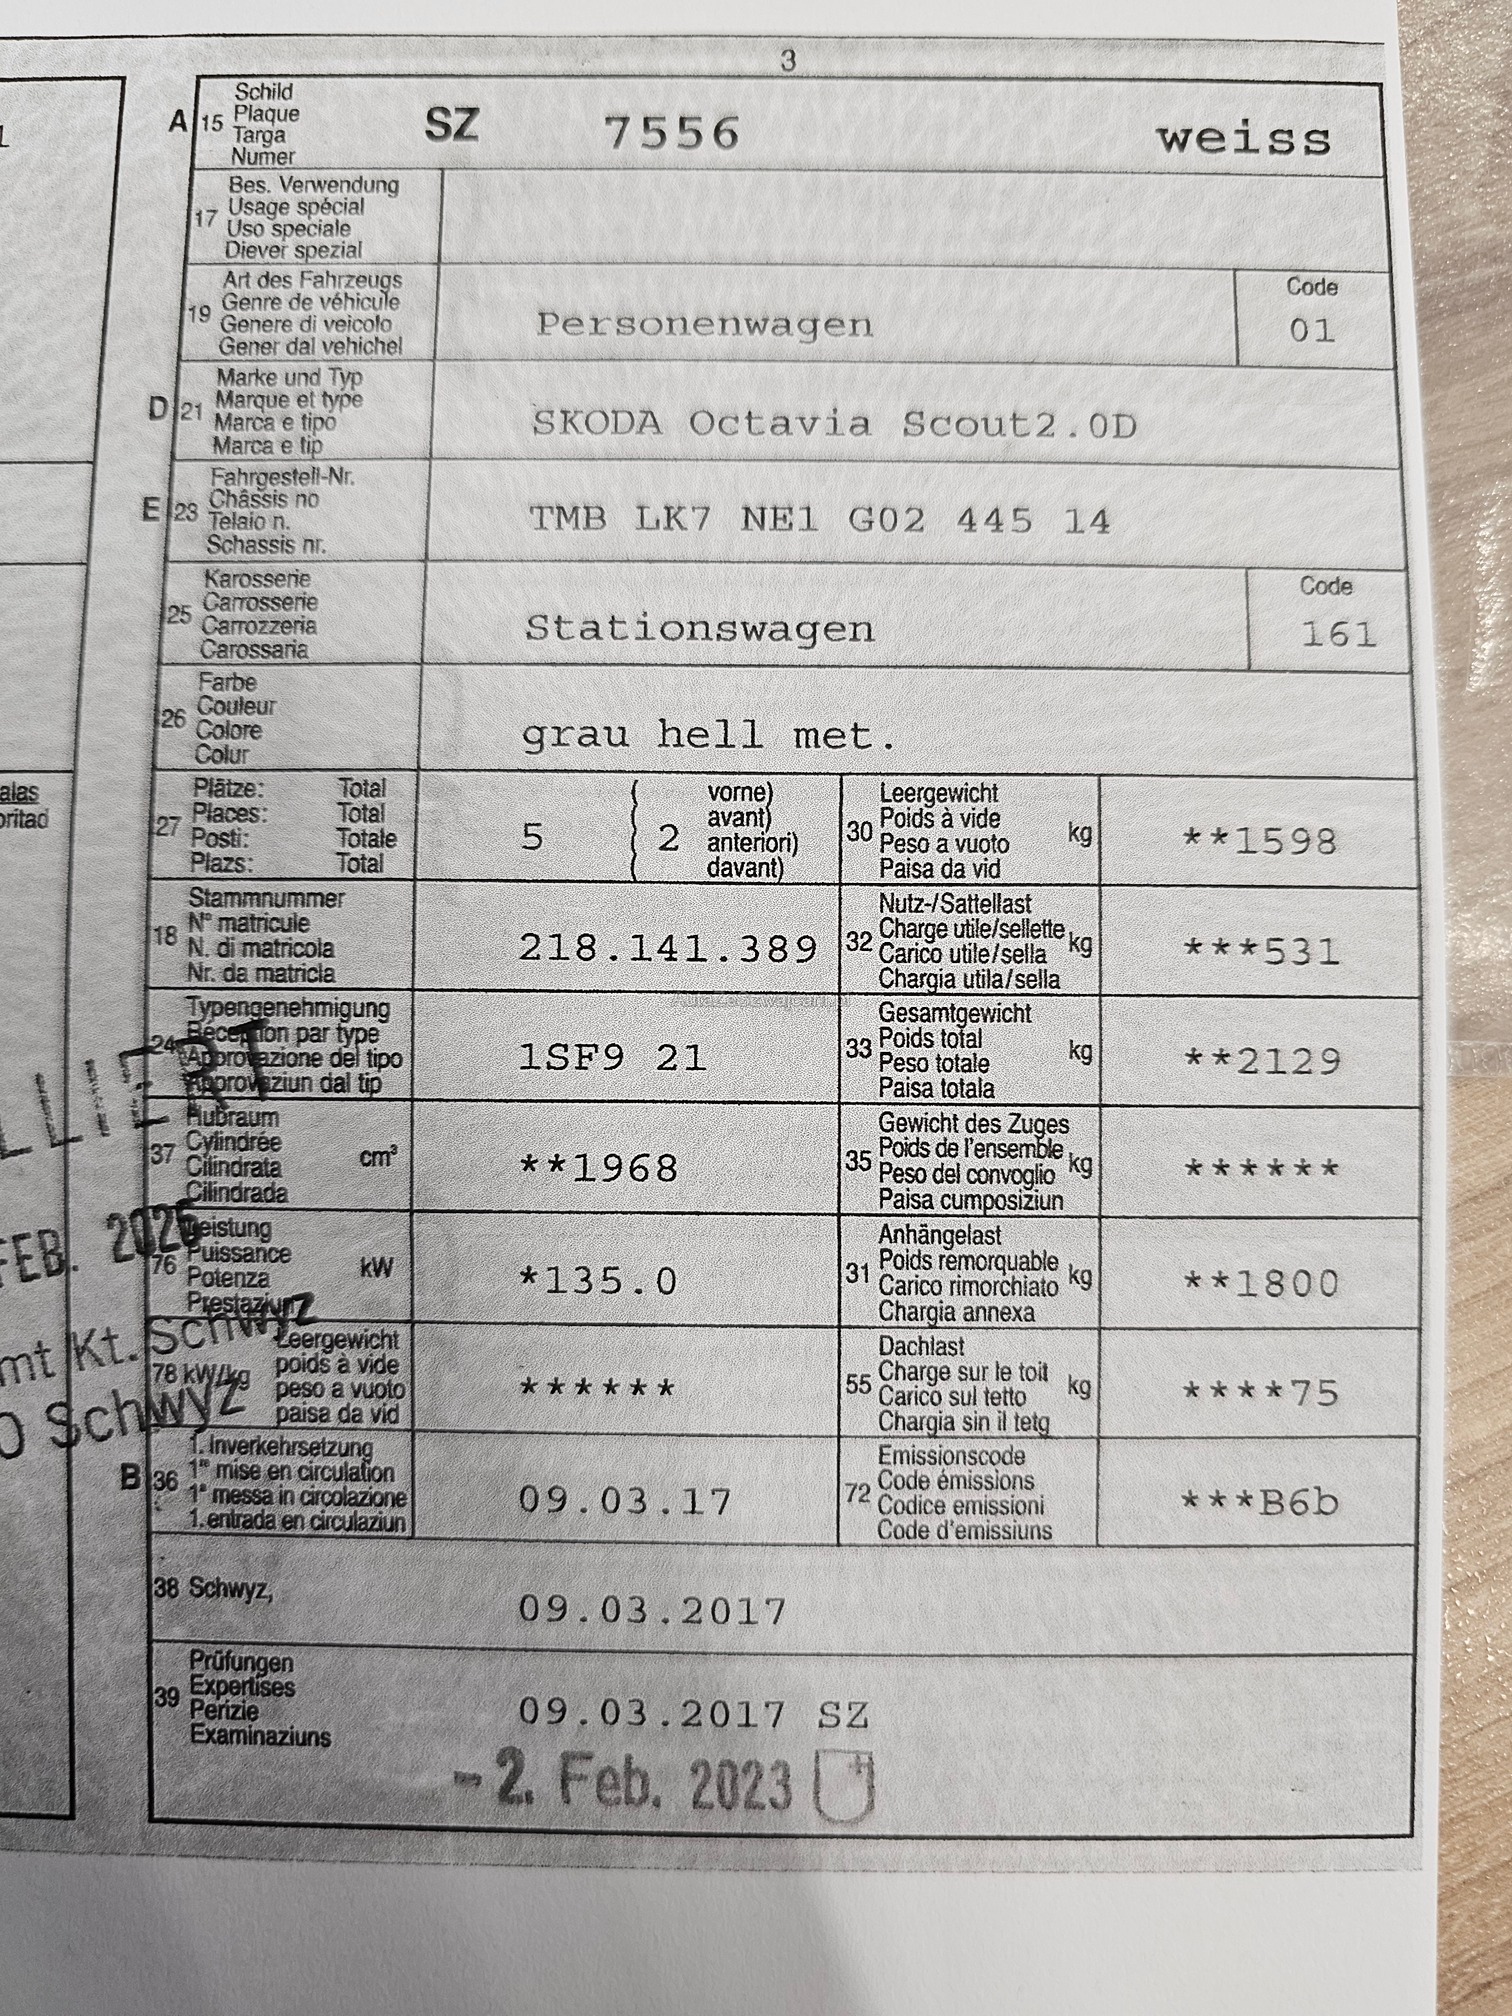 3
A 15 Schild
Plaque
Targa
Numer
SZ 7556 weiss
17 Bes. Verwendung
Usage spécial
Uso speciale
Diever spezial
19 Art des Fahrzeugs
Genre de véhicule
Genere di veicolo
Gener dal vehichel
Personenwagen
Code
01
D 21 Marke und Typ
Marque et type
Marca e tipo
Marca e tip
SKODA Octavia Scout2.0D
E 23 Fahrgestell-Nr.
Châssis no
Telaio n.
Schassis nr.
TMB LK7 NE1 G02 445 14
25 Karosserie
Carrosserie
Carrozzeria
Carossaria
Stationswagen
Code
161
26 Farbe
Couleur
Colore
Colur
grau hell met.
alas
oritad
27 Plätze: Total
Places: Total
Posti: Totale
Plazs: Total
5 ( 2 vorne)
avant)
anteriori)
davant)
30 Leergewicht
Poids à vide
Peso a vuoto
Paisa da vid
kg
**1598
18 Stammnummer
N° matricule
N. di matricola
Nr. da matricla
218.141.389
32 Nutz-/Sattellast
Charge utile/sellette
Carico utile/sella
Chargia utila/sella
kg
***531
24 Typengenehmigung
Réception par type
Approvazione del tipo
Approvaziun dal tip
1SF9 21
33 Gesamtgewicht
Poids total
Peso totale
Paisa totala
kg
**2129
LLIERT
37 Hubraum
Cylindrée
Cilindrata
Cilindrada
cm³
**1968
35 Gewicht des Zuges
Poids de l'ensemble
Peso del convoglio
Paisa cumposiziun
kg
******
FEB. 2025
76 Leistung
Puissance
Potenza
Prestaziun
kW
*135.0
31 Anhängelast
Poids remorquable
Carico rimorchiato
Chargia annexa
kg
**1800
mt Kt. Schwyz
78 kW/kg Leergewicht
poids à vide
peso a vuoto
paisa da vid
******
55 Dachlast
Charge sur le toit
Carico sul tetto
Chargia sin il tetg
kg
****75
0 Schwyz
B 36 1. Inverkehrsetzung
1re mise en circulation
1a messa in circolazione
1. entrada en circulaziun
09.03.17
72 Emissionscode
Code émissions
Codice emissioni
Code d'emissiuns
***B6b
38 Schwyz,
09.03.2017
39 Prüfungen
Expertises
Perizie
Examinaziuns
09.03.2017 SZ
-2. Feb. 2023